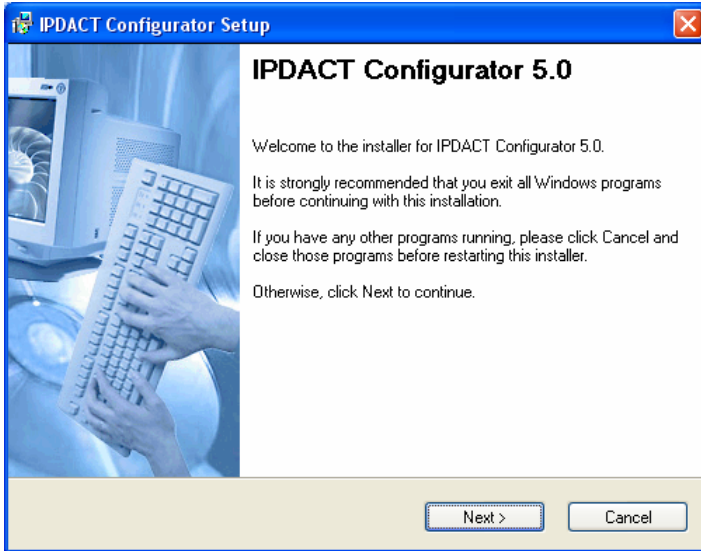 IPDACT Configurator Setup
IPDACT Configurator 5.0
Welcome to the installer for IPDACT Configurator 5.0.
It is strongly recommended that you exit all Windows programs
before continuing with this installation.
If you have any other programs running, please click Cancel and
close those programs before restarting this installer.
Otherwise, click Next to continue.
Next >
Cancel